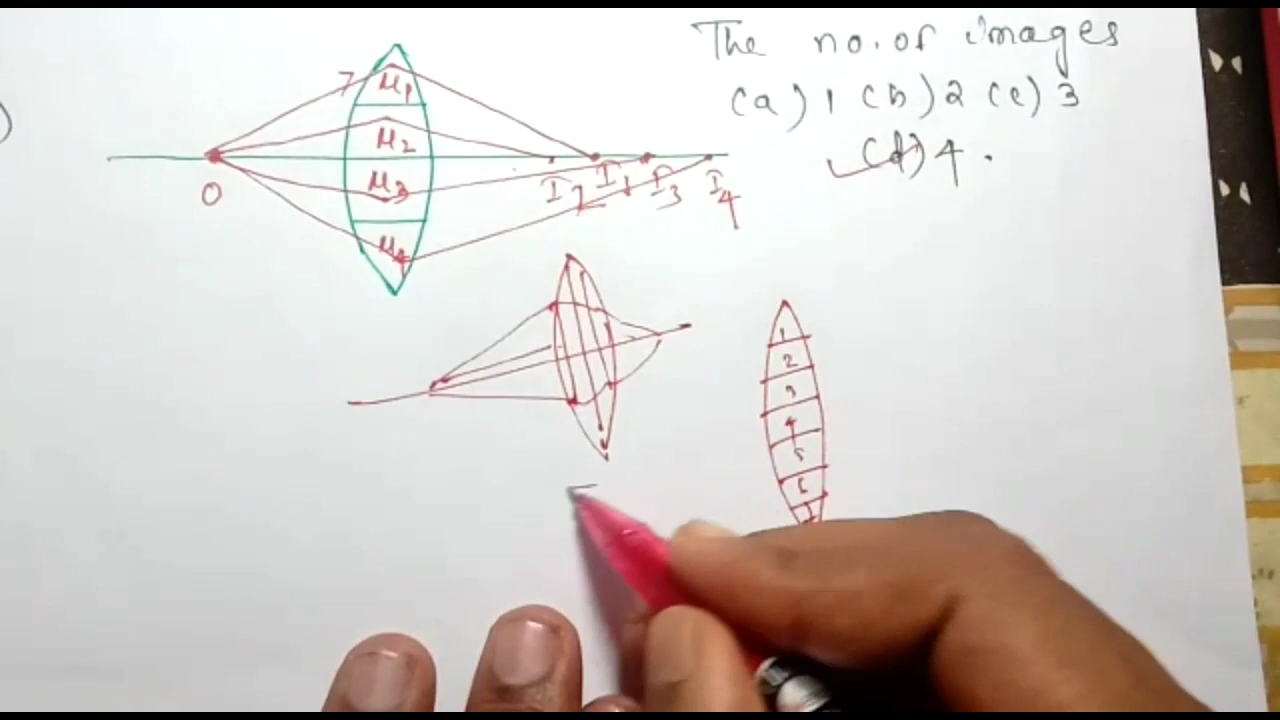 The no. of images
(a) 1 (b) 2 (c) 3
(d) 4.
μ1
μ2
μ3
μ4
O
I2 I1 I3 I4
1
2
3
4
5
6
7